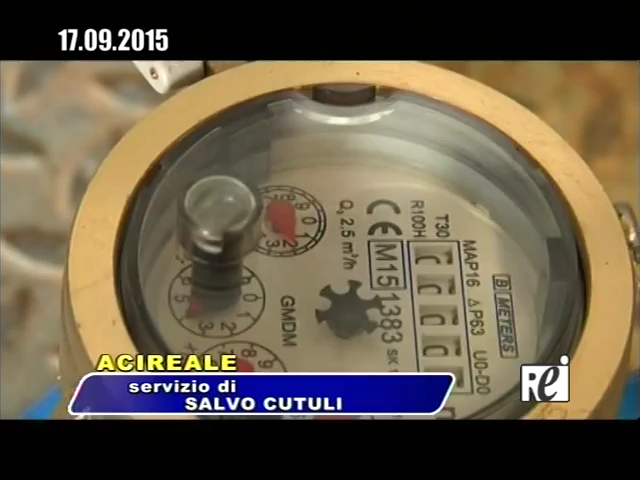 17.09.2015
Q₃ 2.5 m³/h
CE M15 1383
R100H
T30
MAP16 ΔP63 U0-D0
B METERS
GMDM
ACIREALE
servizio di
SALVO CUTULI
REi